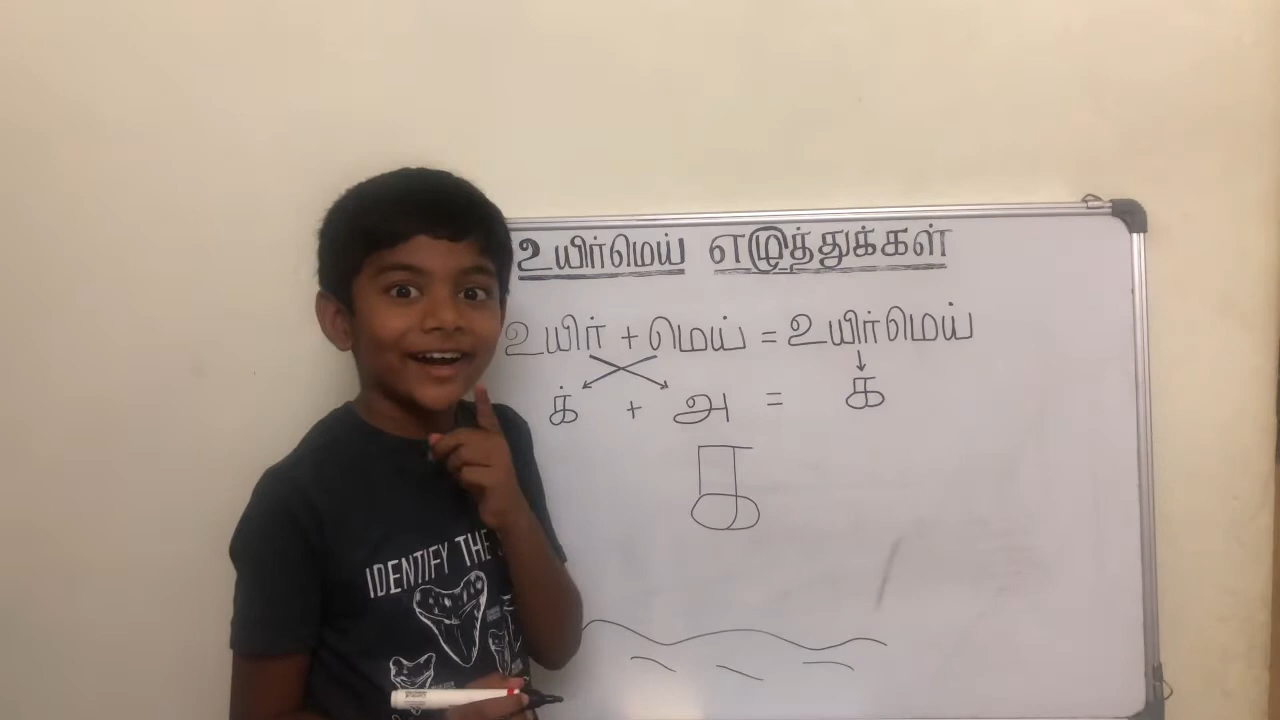 உயிர்மெய் எழுத்துக்கள்
உயிர் + மெய் = உயிர்மெய்
க் + அ = க
IDENTIFY THE